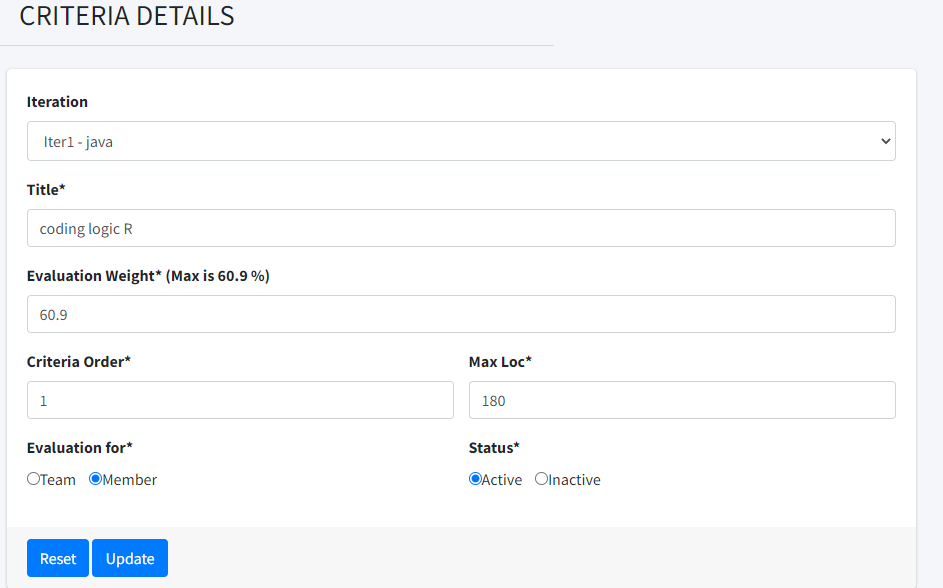 CRITERIA DETAILS
Iteration
Iter1 - java
Title*
coding logic R
Evaluation Weight* (Max is 60.9 %)
60.9
Criteria Order* Max Loc*
1 180
Evaluation for* Status*
Team Member Active Inactive
Reset Update